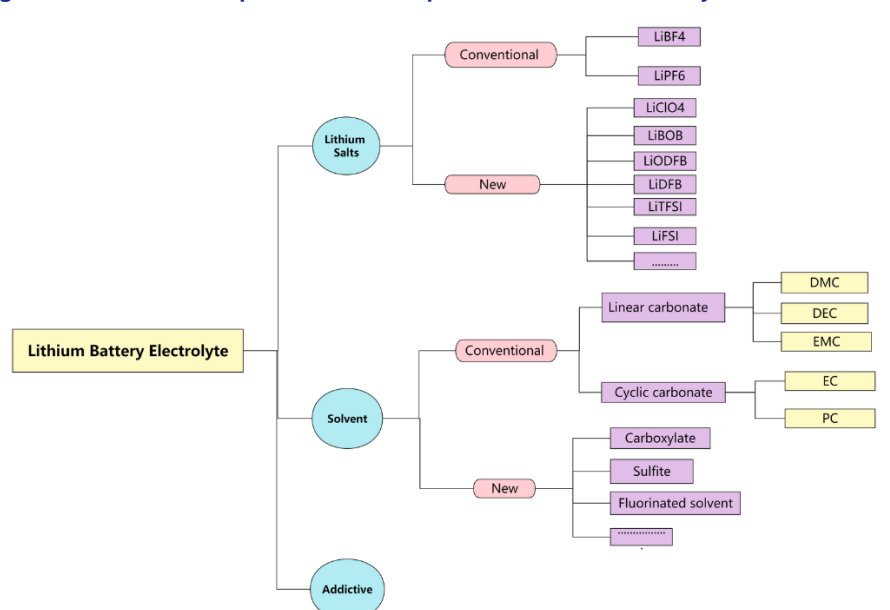 LiBF4
Conventional
LiPF6
LiClO4
LiBOB
Lithium
Salts
LiODFB
New
LiDFB
LiTFSI
LiFSI
.........
DMC
Linear carbonate
DEC
EMC
Lithium Battery Electrolyte
Conventional
EC
Cyclic carbonate
PC
Solvent
Carboxylate
Sulfite
New
Fluorinated solvent
................
Addictive